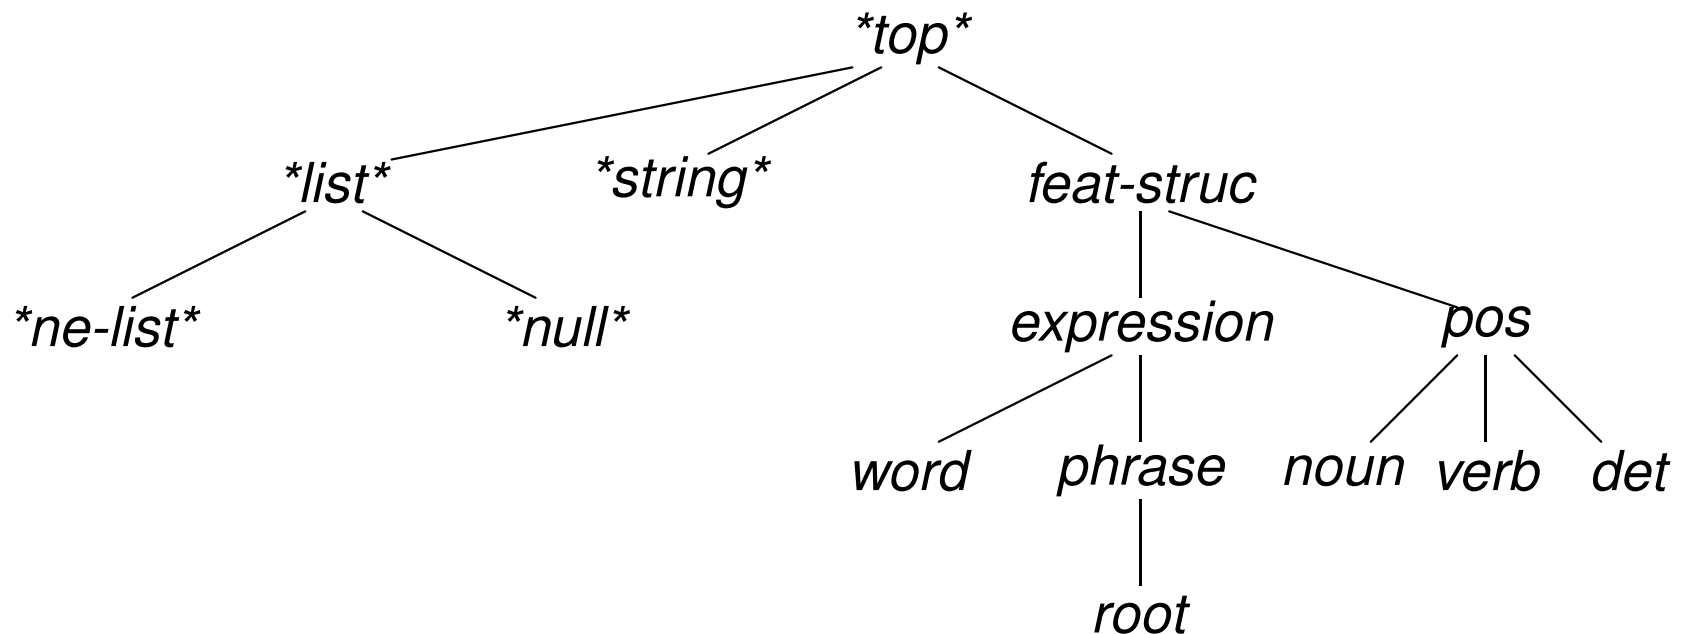 *top*
*list* *string* feat-struc
*ne-list* *null* expression pos
word phrase noun verb det
root